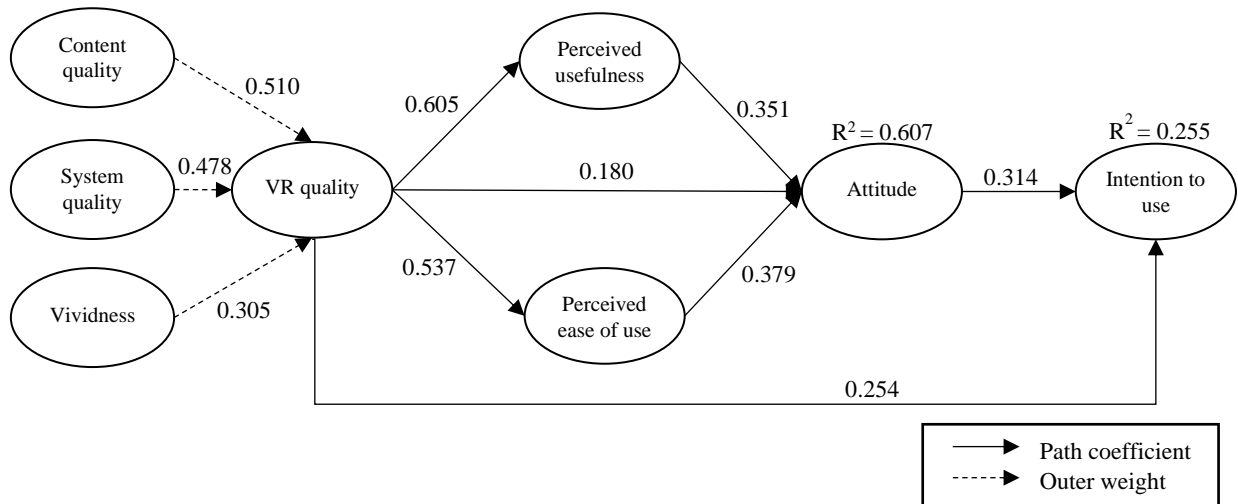 Content
quality
0.510
System
quality
0.478
Vividness
0.305
VR quality
0.605
0.180
0.537
Perceived
usefulness
Perceived
ease of use
0.351
0.379
R² = 0.607
Attitude
0.314
R² = 0.255
Intention to
use
0.254
Path coefficient
Outer weight